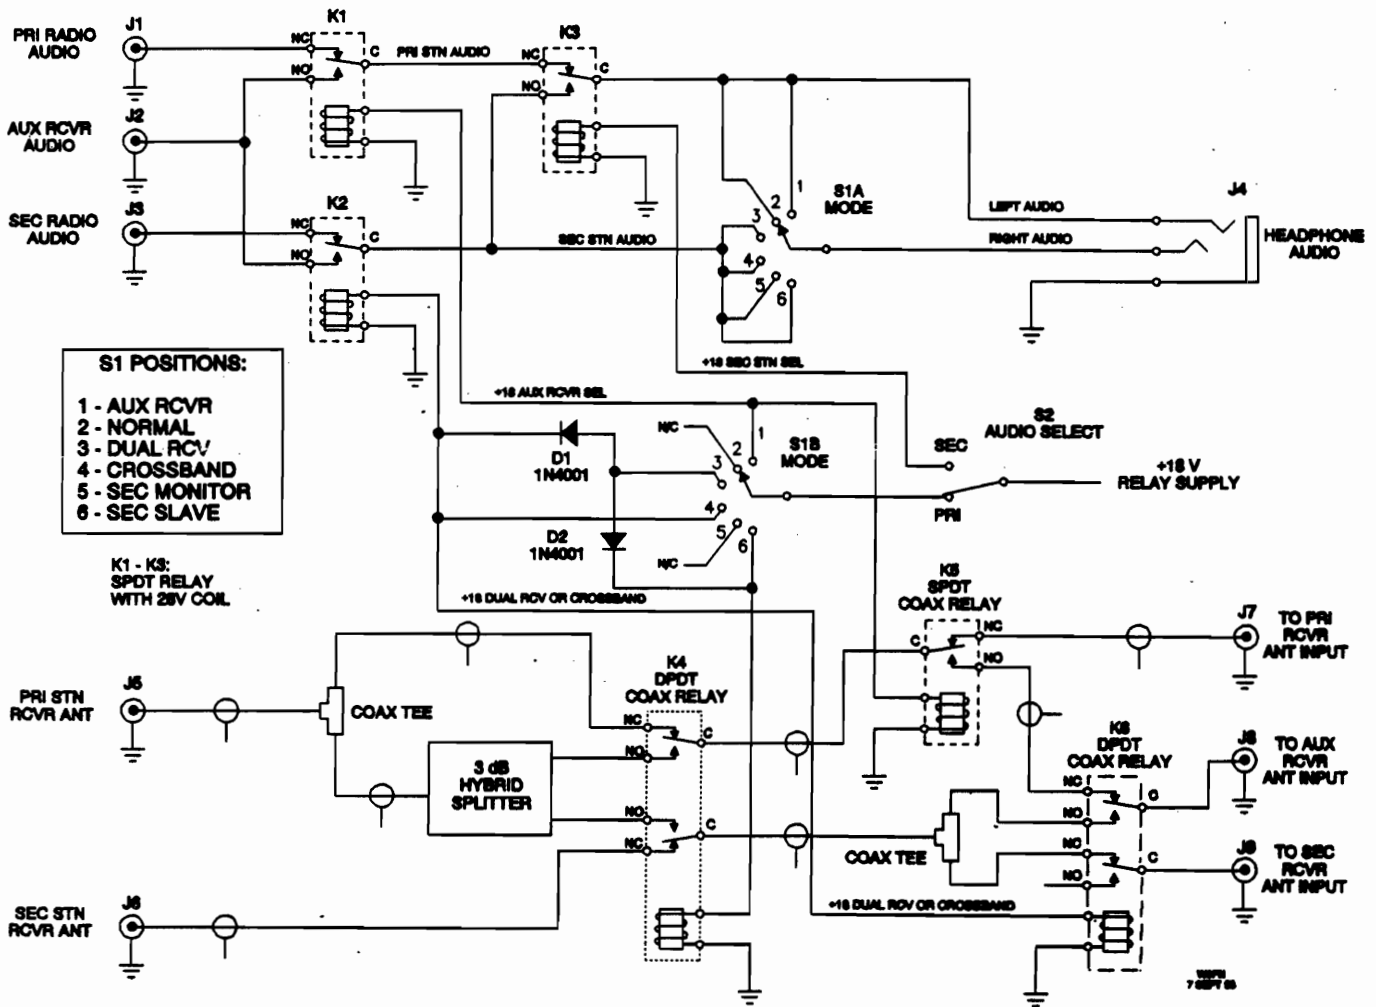 PRI RADIO
AUDIO
J1
AUX RCVR
AUDIO
J2
SEC RADIO
AUDIO
J3
K1
NC
NO
C
PRI STN AUDIO
K2
NC
NO
C
SEC STN AUDIO
K3
NC
NO
C
S1A
MODE
1
2
3
4
5
6
LEFT AUDIO
RIGHT AUDIO
J4
HEADPHONE
AUDIO
S1 POSITIONS:
1 - AUX RCVR
2 - NORMAL
3 - DUAL RCV
4 - CROSSBAND
5 - SEC MONITOR
6 - SEC SLAVE
K1 - K3:
SPDT RELAY
WITH 28V COIL
+18 SEC STN SEL
+18 AUX RCVR SEL
N/C
1
2
3
4
5
6
N/C
S1B
MODE
D1
1N4001
D2
1N4001
S2
AUDIO SELECT
SEC
PRI
+18 V
RELAY SUPPLY
+18 DUAL RCV OR CROSSBAND
PRI STN
RCVR ANT
J5
COAX TEE
3 dB
HYBRID
SPLITTER
SEC STN
RCVR ANT
J6
K4
DPDT
COAX RELAY
NC
NO
C
NO
NC
C
K5
SPDT
COAX RELAY
C
NC
NO
COAX TEE
K6
DPDT
COAX RELAY
NC
NO
C
NC
NO
C
+18 DUAL RCV OR CROSSBAND
J7
TO PRI
RCVR
ANT INPUT
J8
TO AUX
RCVR
ANT INPUT
J9
TO SEC
RCVR
ANT INPUT
7 SEPT